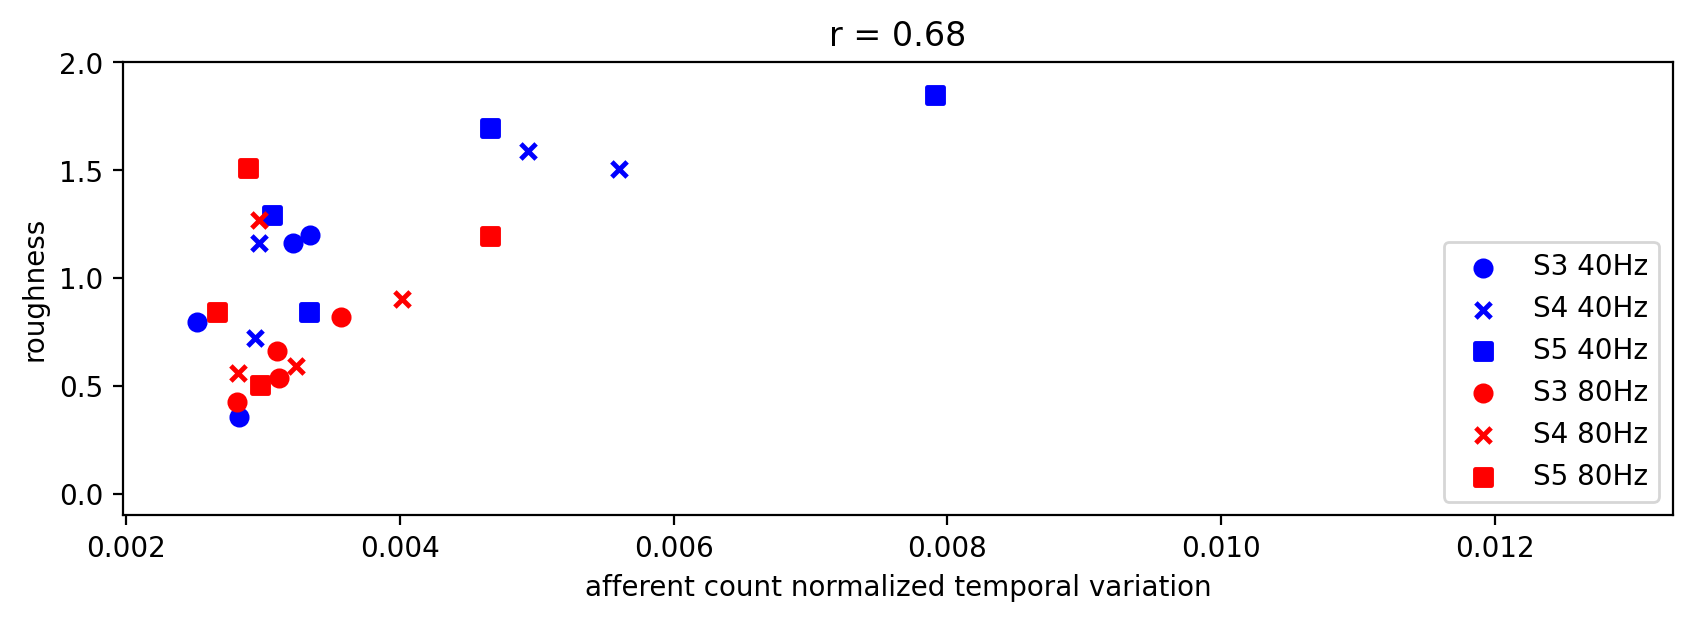 r = 0.68
2.0
1.5
1.0
0.5
0.0
roughness
S3 40Hz
S4 40Hz
S5 40Hz
S3 80Hz
S4 80Hz
S5 80Hz
0.002 0.004 0.006 0.008 0.010 0.012
afferent count normalized temporal variation